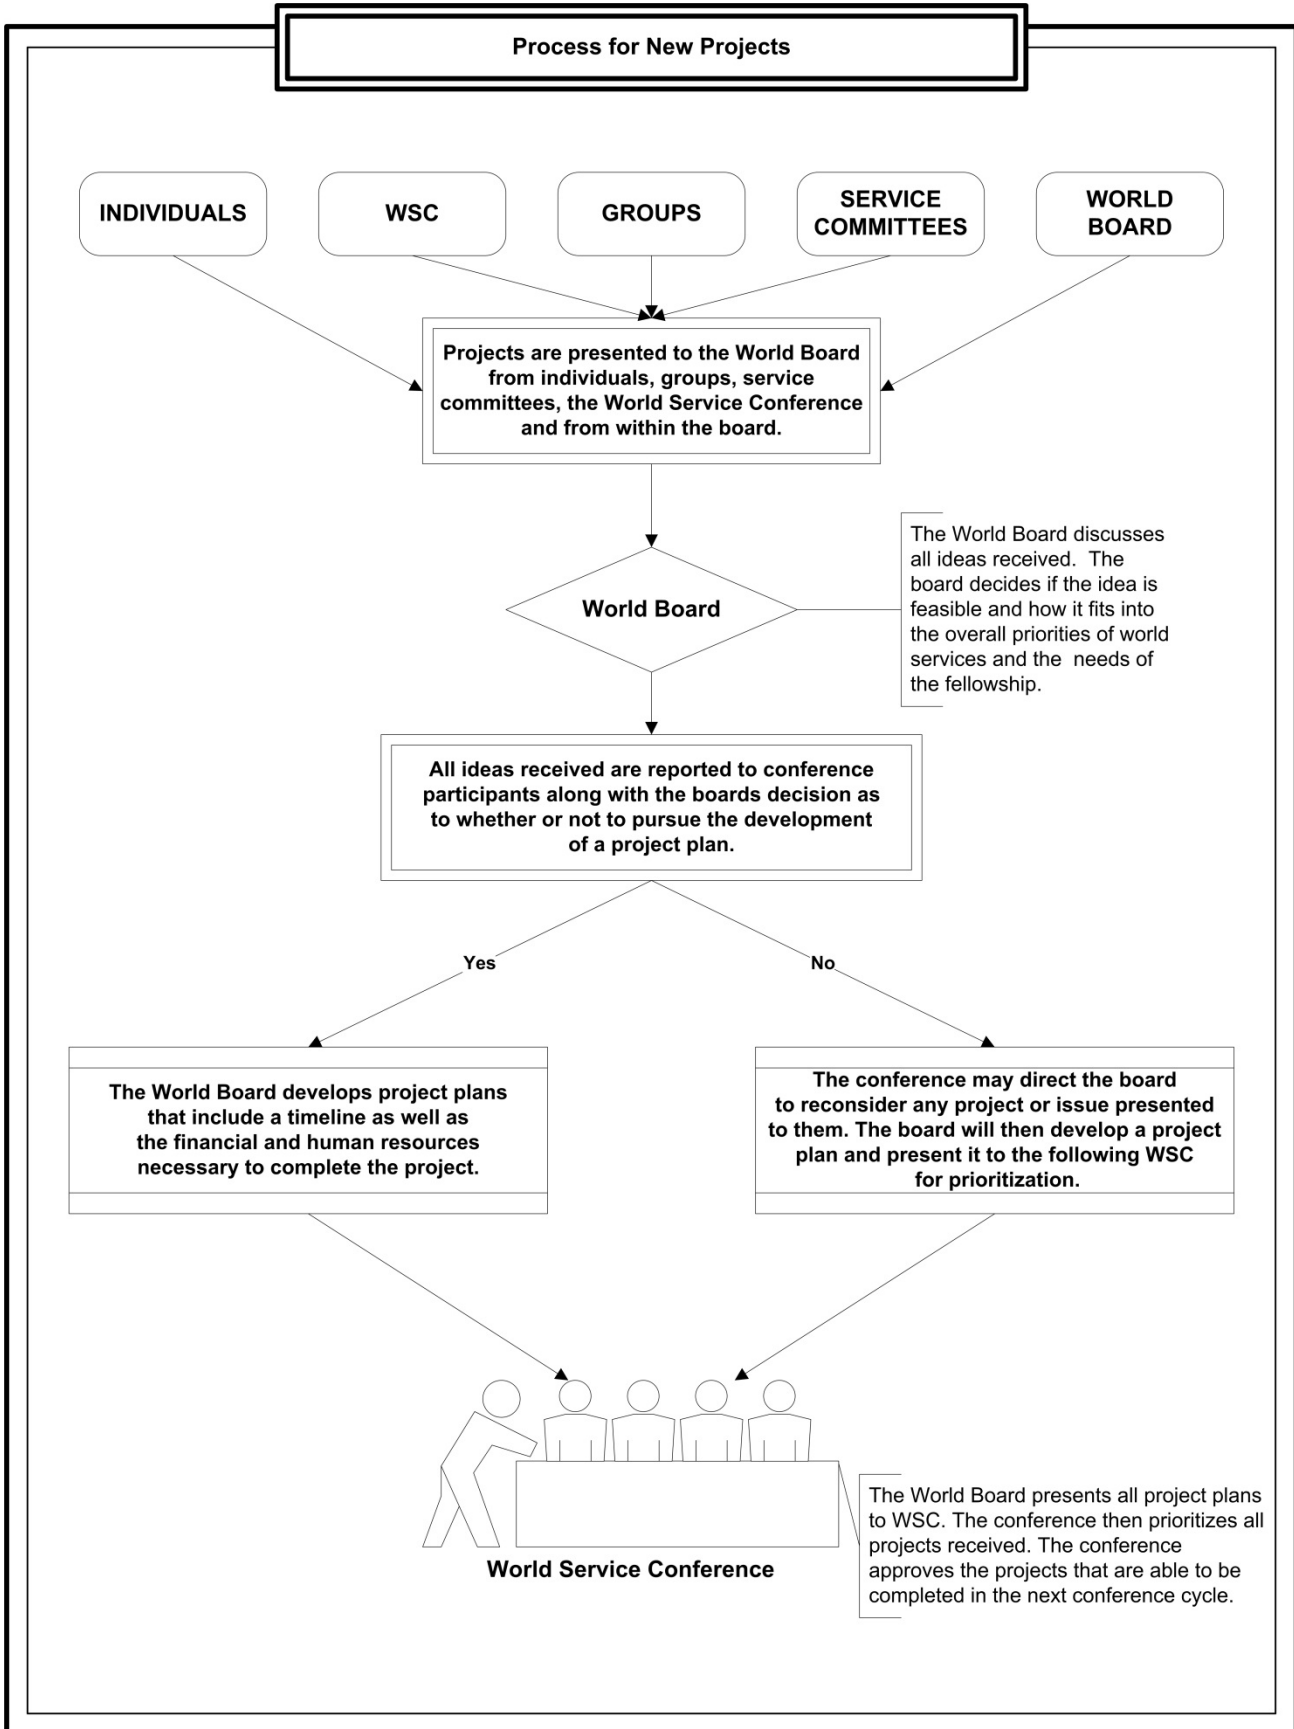 Process for New Projects
INDIVIDUALS
WSC
GROUPS
SERVICE
COMMITTEES
WORLD
BOARD
Projects are presented to the World Board
from individuals, groups, service
committees, the World Service Conference
and from within the board.
World Board
The World Board discusses
all ideas received. The
board decides if the idea is
feasible and how it fits into
the overall priorities of world
services and the needs of
the fellowship.
All ideas received are reported to conference
participants along with the boards decision as
to whether or not to pursue the development
of a project plan.
Yes
No
The World Board develops project plans
that include a timeline as well as
the financial and human resources
necessary to complete the project.
The conference may direct the board
to reconsider any project or issue presented
to them. The board will then develop a project
plan and present it to the following WSC
for prioritization.
World Service Conference
The World Board presents all project plans
to WSC. The conference then prioritizes all
projects received. The conference
approves the projects that are able to be
completed in the next conference cycle.